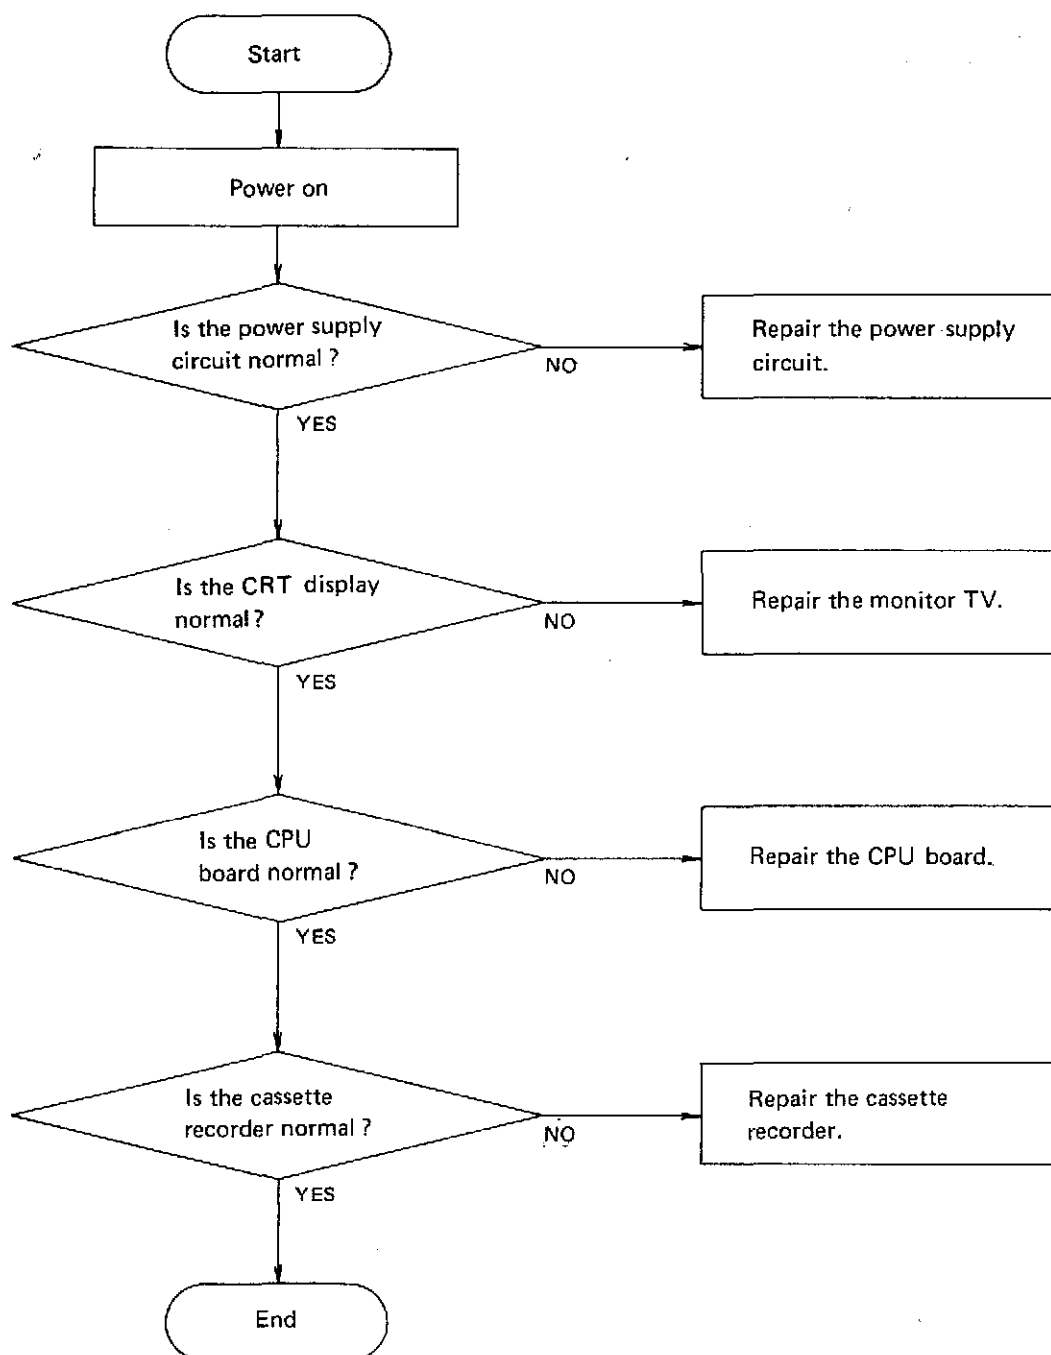 Start
Power on
Is the power supply
circuit normal ?
NO
Repair the power supply
circuit.
YES
Is the CRT display
normal ?
NO
Repair the monitor TV.
YES
Is the CPU
board normal ?
NO
Repair the CPU board.
YES
Is the cassette
recorder normal ?
NO
Repair the cassette
recorder.
YES
End